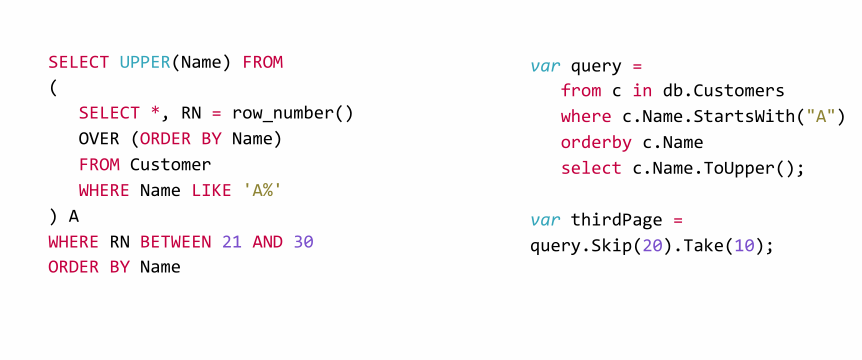 SELECT UPPER(Name) FROM
(
SELECT *, RN = row_number()
OVER (ORDER BY Name)
FROM Customer
WHERE Name LIKE 'A%'
) A
WHERE RN BETWEEN 21 AND 30
ORDER BY Name
var query =
from c in db.Customers
where c.Name.StartsWith("A")
orderby c.Name
select c.Name.ToUpper();
var thirdPage =
query.Skip(20).Take(10);